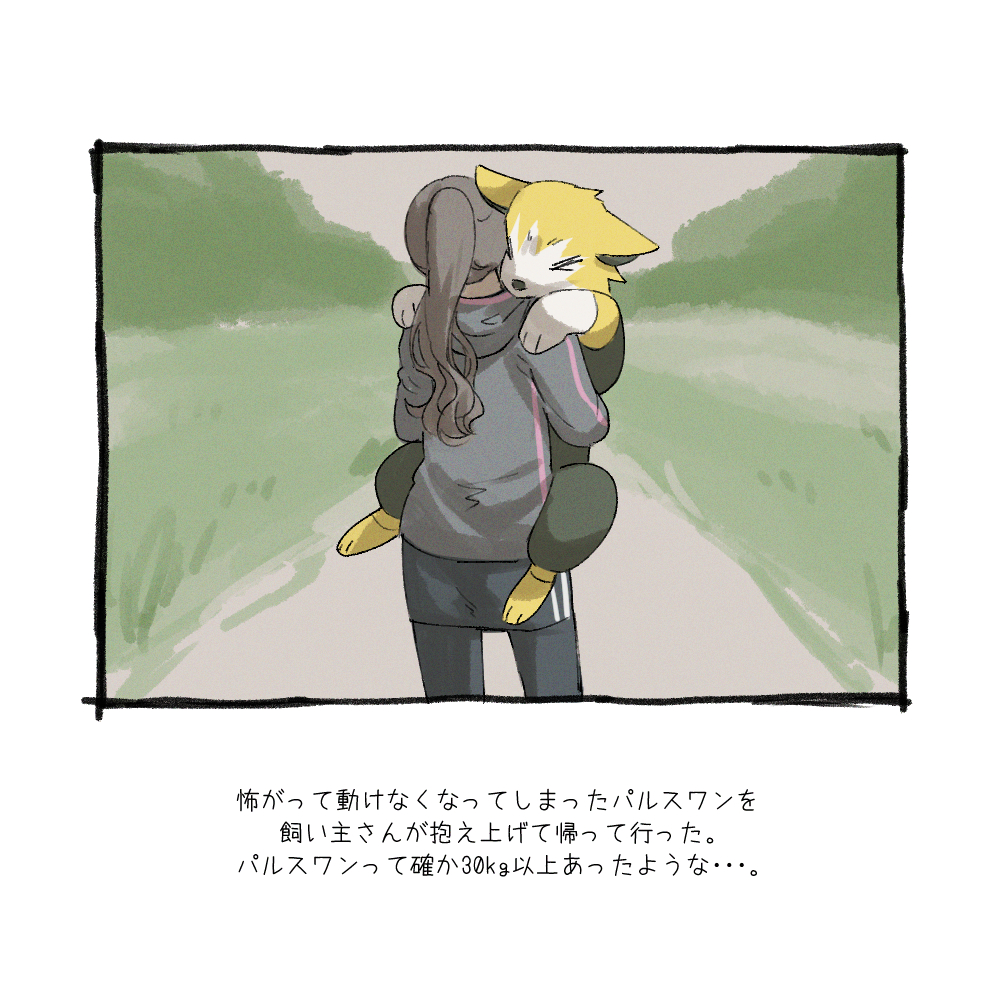 怖がって動けなくなってしまったパルスワンを
飼い主さんが抱え上げて帰って行った。
パルスワンって確か30kg以上あったような･･･。